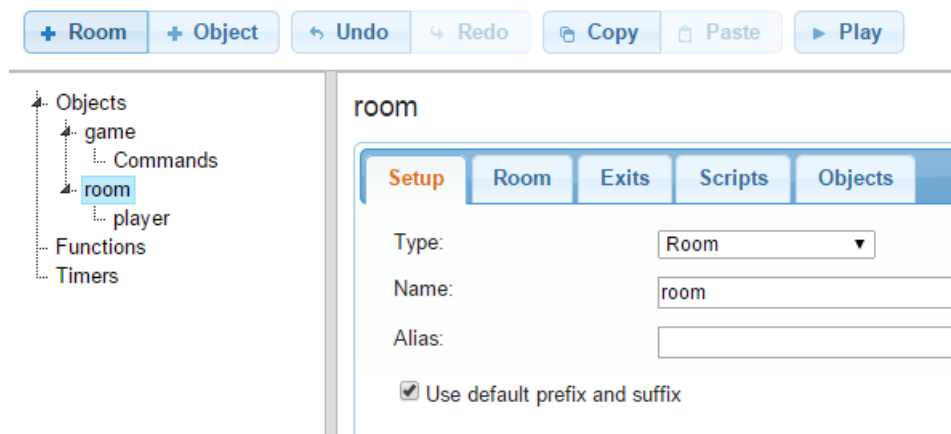 Room Object Undo Redo Copy Paste Play
Objects
game
Commands
room
player
Functions
Timers
room
Setup Room Exits Scripts Objects
Type: Room
Name: room
Alias:
Use default prefix and suffix